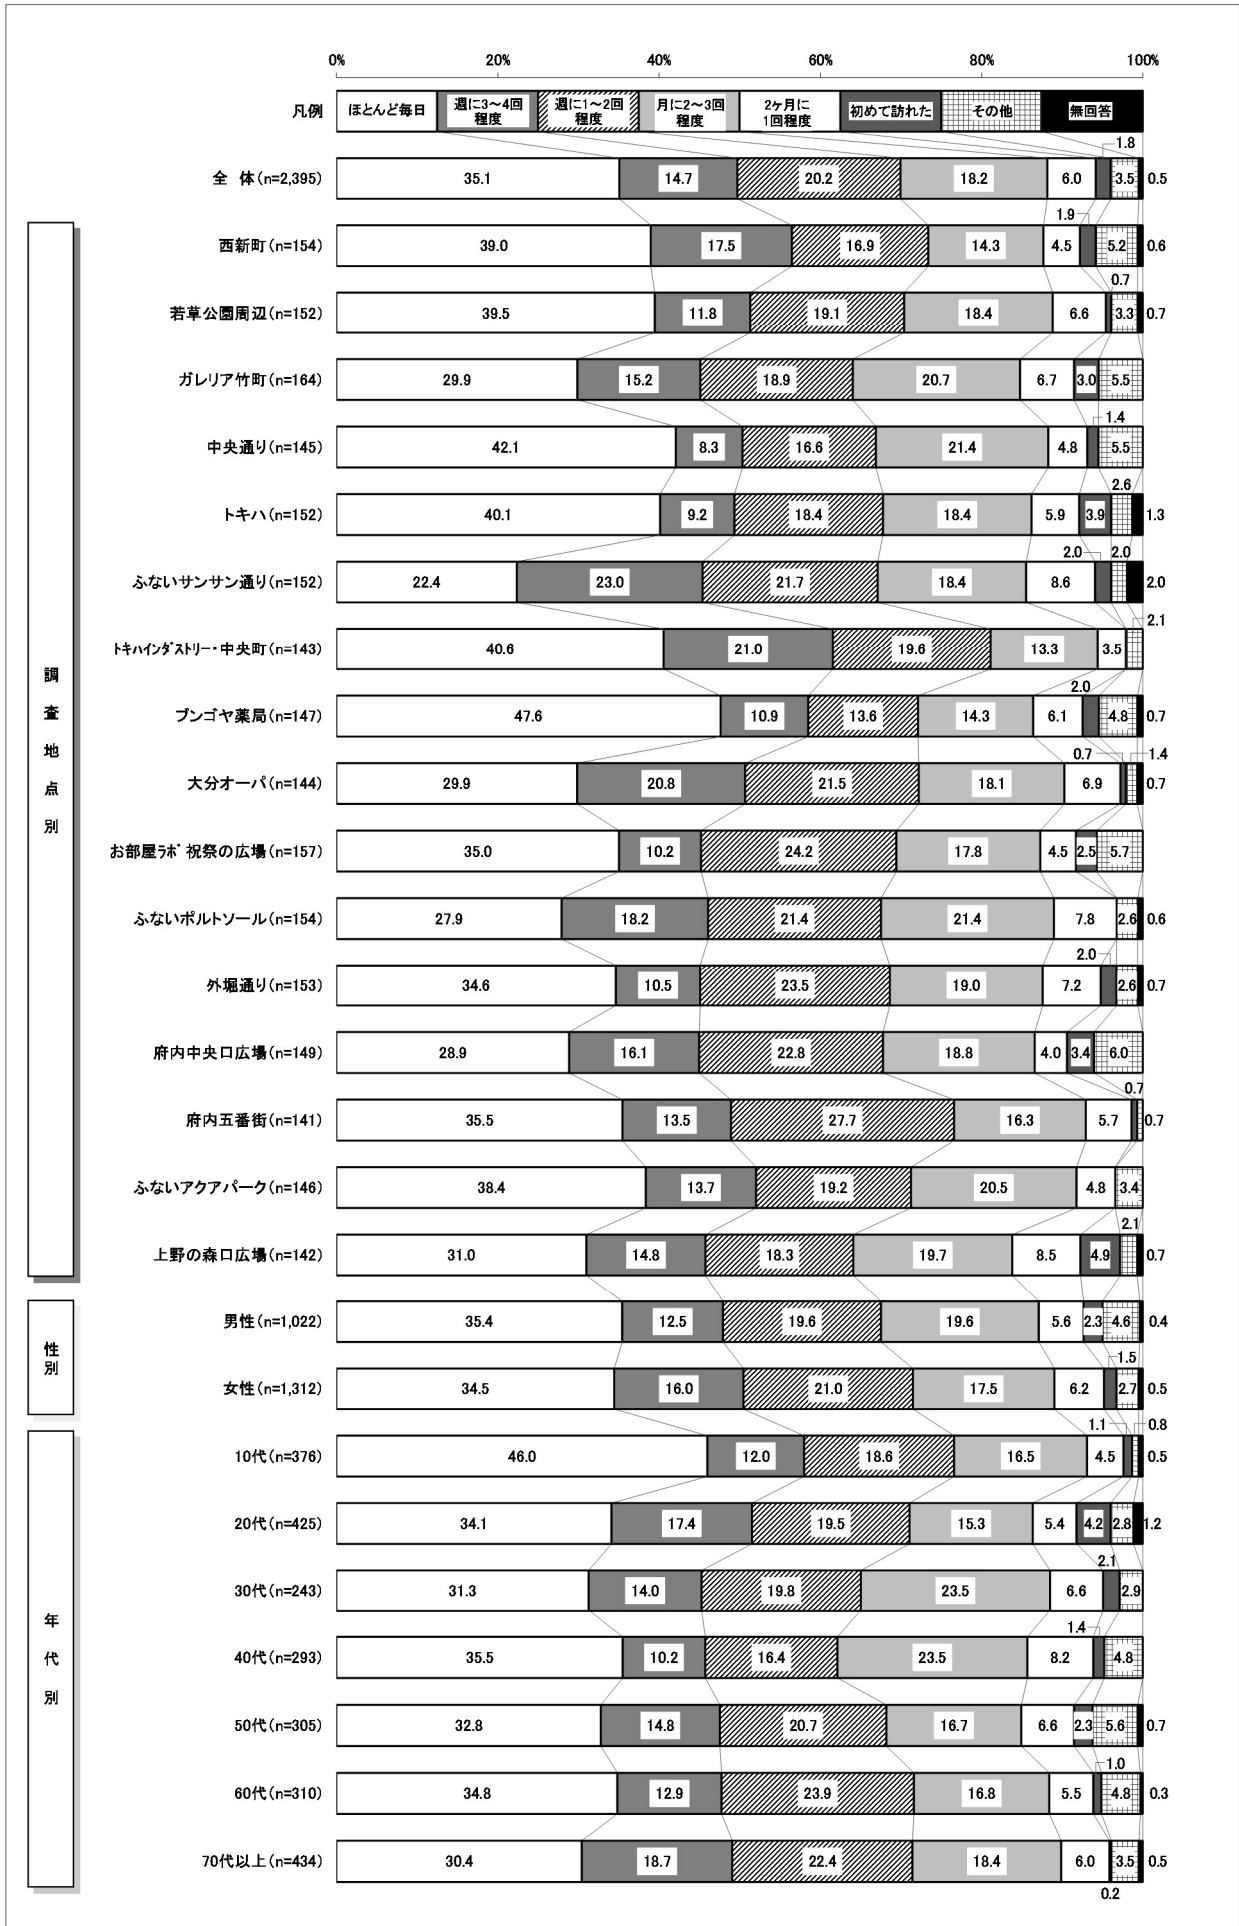 0% 20% 40% 60% 80% 100%
凡例 ほとんど毎日 週に3～4回程度 週に1～2回程度 月に2～3回程度 2ヶ月に1回程度 初めて訪れた その他 無回答
全 体(n=2,395) 35.1 14.7 20.2 18.2 6.0 1.8 3.5 0.5
調査地点別
西新町(n=154) 39.0 17.5 16.9 14.3 4.5 1.9 5.2 0.6
若草公園周辺(n=152) 39.5 11.8 19.1 18.4 6.6 0.7 3.3 0.7
ガレリア竹町(n=164) 29.9 15.2 18.9 20.7 6.7 3.0 5.5
中央通り(n=145) 42.1 8.3 16.6 21.4 4.8 1.4 5.5
トキハ(n=152) 40.1 9.2 18.4 18.4 5.9 3.9 2.6 1.3
ふないサンサン通り(n=152) 22.4 23.0 21.7 18.4 8.6 2.0 2.0 2.0
ﾄｷﾊｲﾝﾀﾞｽﾄﾘｰ・中央町(n=143) 40.6 21.0 19.6 13.3 3.5 2.1
ブンゴヤ薬局(n=147) 47.6 10.9 13.6 14.3 6.1 2.0 4.8 0.7
大分オーパ(n=144) 29.9 20.8 21.5 18.1 6.9 0.7 1.4 0.7
お部屋ﾗﾎﾞ祝祭の広場(n=157) 35.0 10.2 24.2 17.8 4.5 2.5 5.7
ふないポルトソール(n=154) 27.9 18.2 21.4 21.4 7.8 2.6 0.6
外堀通り(n=153) 34.6 10.5 23.5 19.0 7.2 2.0 2.6 0.7
府内中央口広場(n=149) 28.9 16.1 22.8 18.8 4.0 3.4 6.0
府内五番街(n=141) 35.5 13.5 27.7 16.3 5.7 0.7 0.7
ふないアクアパーク(n=146) 38.4 13.7 19.2 20.5 4.8 3.4
上野の森口広場(n=142) 31.0 14.8 18.3 19.7 8.5 4.9 2.1 0.7
性別
男性(n=1,022) 35.4 12.5 19.6 19.6 5.6 2.3 4.6 0.4
女性(n=1,312) 34.5 16.0 21.0 17.5 6.2 1.5 2.7 0.5
年代別
10代(n=376) 46.0 12.0 18.6 16.5 4.5 1.1 0.8 0.5
20代(n=425) 34.1 17.4 19.5 15.3 5.4 4.2 2.8 1.2
30代(n=243) 31.3 14.0 19.8 23.5 6.6 2.1 2.9
40代(n=293) 35.5 10.2 16.4 23.5 8.2 1.4 4.8
50代(n=305) 32.8 14.8 20.7 16.7 6.6 2.3 5.6 0.7
60代(n=310) 34.8 12.9 23.9 16.8 5.5 1.0 4.8 0.3
70代以上(n=434) 30.4 18.7 22.4 18.4 6.0 0.2 3.5 0.5